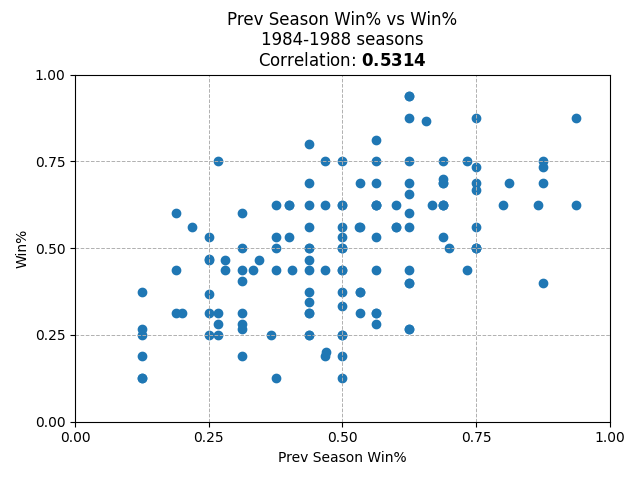 Prev Season Win% vs Win%
1984-1988 seasons
Correlation: 0.5314
1.00
0.75
0.50
0.25
0.00
Win%
0.00 0.25 0.50 0.75 1.00
Prev Season Win%